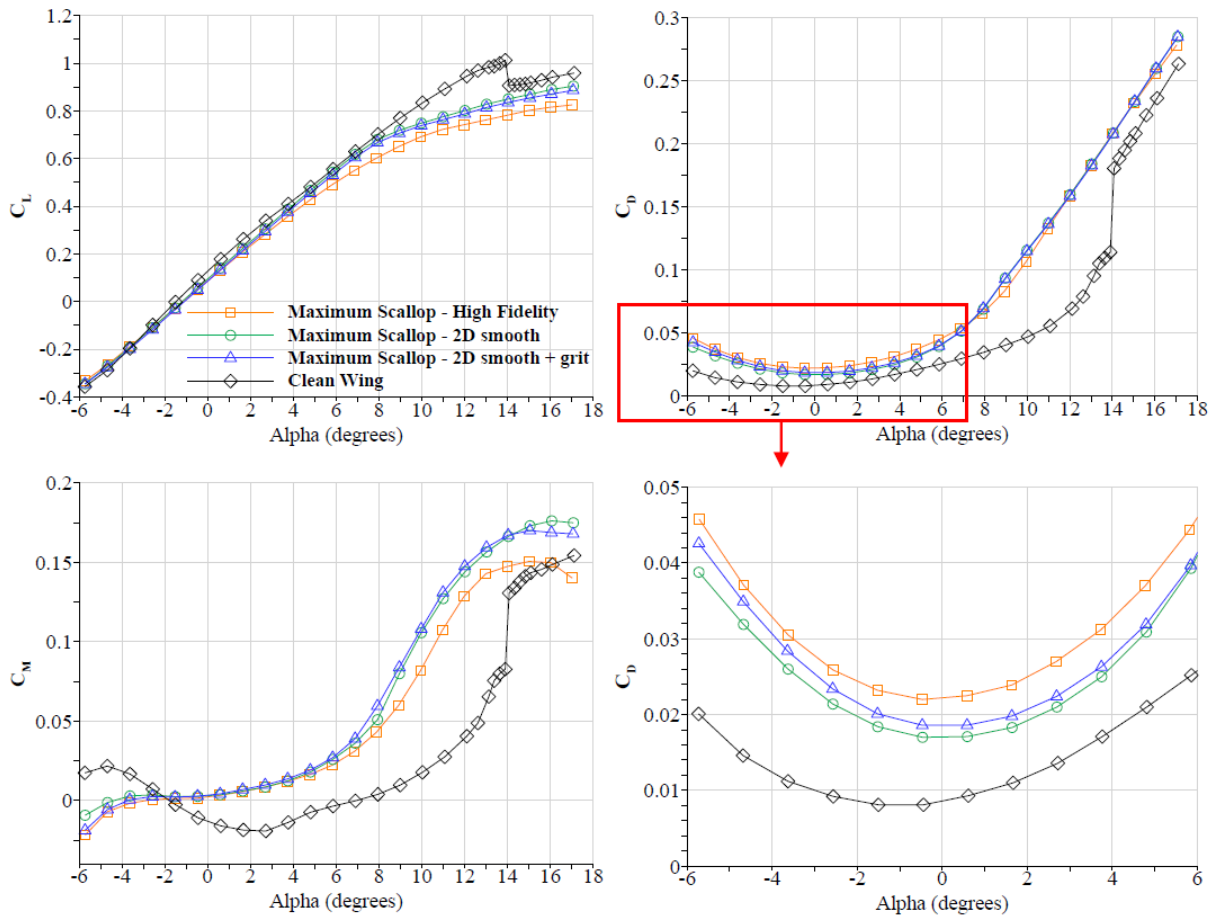 1.2
1
0.8
0.6
0.4
0.2
0
-0.2
-0.4
C_L
-6 -4 -2 0 2 4 6 8 10 12 14 16 18
Alpha (degrees)
Maximum Scallop - High Fidelity
Maximum Scallop - 2D smooth
Maximum Scallop - 2D smooth + grit
Clean Wing
0.3
0.25
0.2
0.15
0.1
0.05
0
C_D
-6 -4 -2 0 2 4 6 8 10 12 14 16 18
Alpha (degrees)
0.2
0.15
0.1
0.05
0
C_M
-6 -4 -2 0 2 4 6 8 10 12 14 16 18
Alpha (degrees)
0.05
0.04
0.03
0.02
0.01
0
C_D
-6 -4 -2 0 2 4 6
Alpha (degrees)